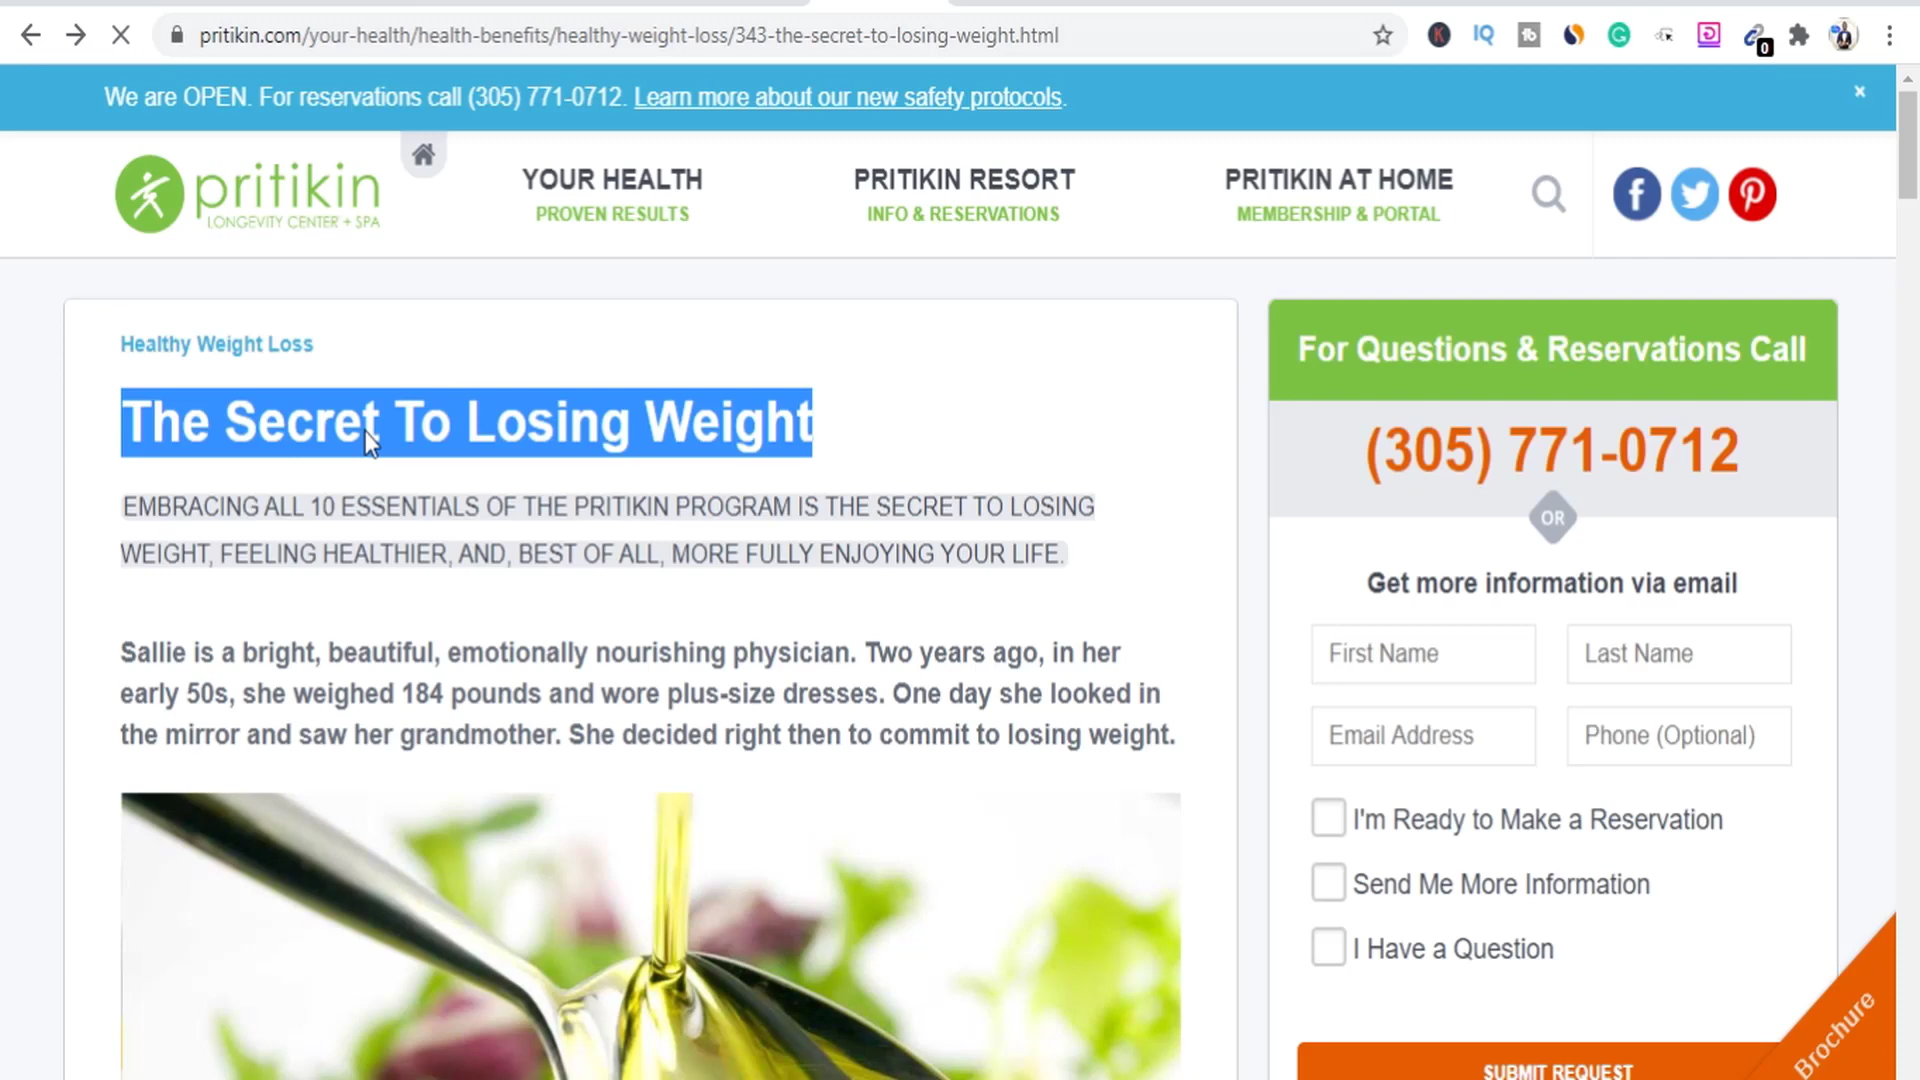 pritikin.com/your-health/health-benefits/healthy-weight-loss/343-the-secret-to-losing-weight.html
IQ
0
We are OPEN. For reservations call (305) 771-0712. Learn more about our new safety protocols.
×
pritikin
LONGEVITY CENTER + SPA
YOUR HEALTH
PROVEN RESULTS
PRITIKIN RESORT
INFO & RESERVATIONS
PRITIKIN AT HOME
MEMBERSHIP & PORTAL
Healthy Weight Loss
The Secret To Losing Weight
EMBRACING ALL 10 ESSENTIALS OF THE PRITIKIN PROGRAM IS THE SECRET TO LOSING
WEIGHT, FEELING HEALTHIER, AND, BEST OF ALL, MORE FULLY ENJOYING YOUR LIFE.
Sallie is a bright, beautiful, emotionally nourishing physician. Two years ago, in her
early 50s, she weighed 184 pounds and wore plus-size dresses. One day she looked in
the mirror and saw her grandmother. She decided right then to commit to losing weight.
For Questions & Reservations Call
(305) 771-0712
OR
Get more information via email
First Name
Last Name
Email Address
Phone (Optional)
I'm Ready to Make a Reservation
Send Me More Information
I Have a Question
SUBMIT REQUEST
Brochure